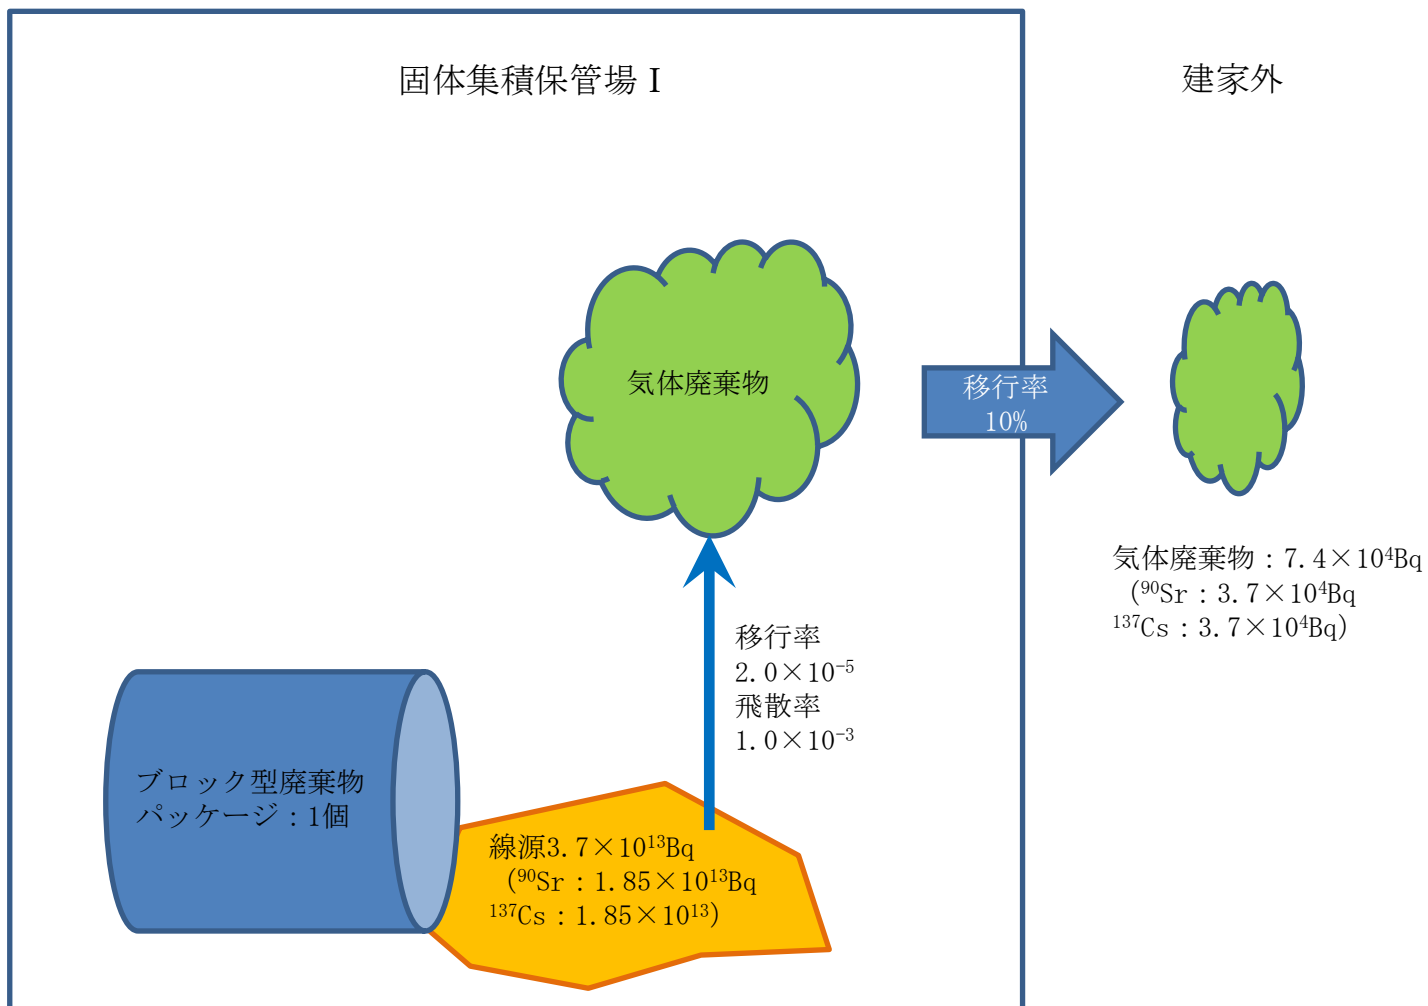 固体集積保管場Ⅰ
建家外
気体廃棄物
移行率
10%
気体廃棄物：7.4×10⁴Bq
（⁹⁰Sr：3.7×10⁴Bq
¹³⁷Cs：3.7×10⁴Bq）
移行率
2.0×10⁻⁵
飛散率
1.0×10⁻³
ブロック型廃棄物
パッケージ：1個
線源3.7×10¹³Bq
（⁹⁰Sr：1.85×10¹³Bq
¹³⁷Cs：1.85×10¹³）